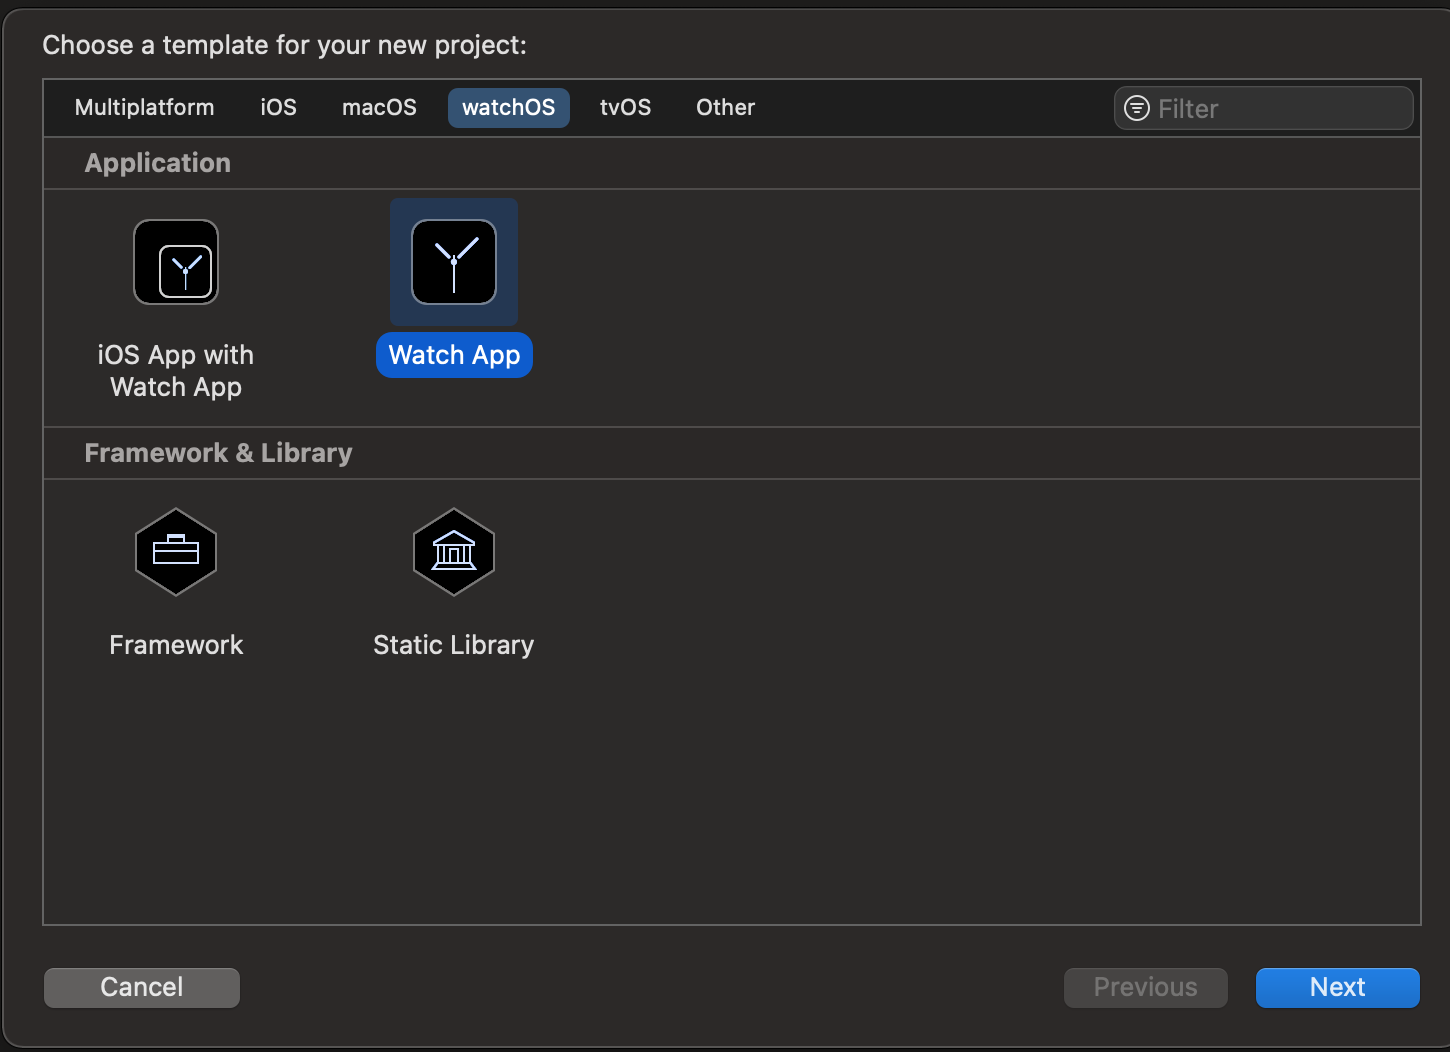 Choose a template for your new project:
Multiplatform iOS macOS watchOS tvOS Other Filter
Application
iOS App with
Watch App
Watch App
Framework & Library
Framework
Static Library
Cancel Previous Next